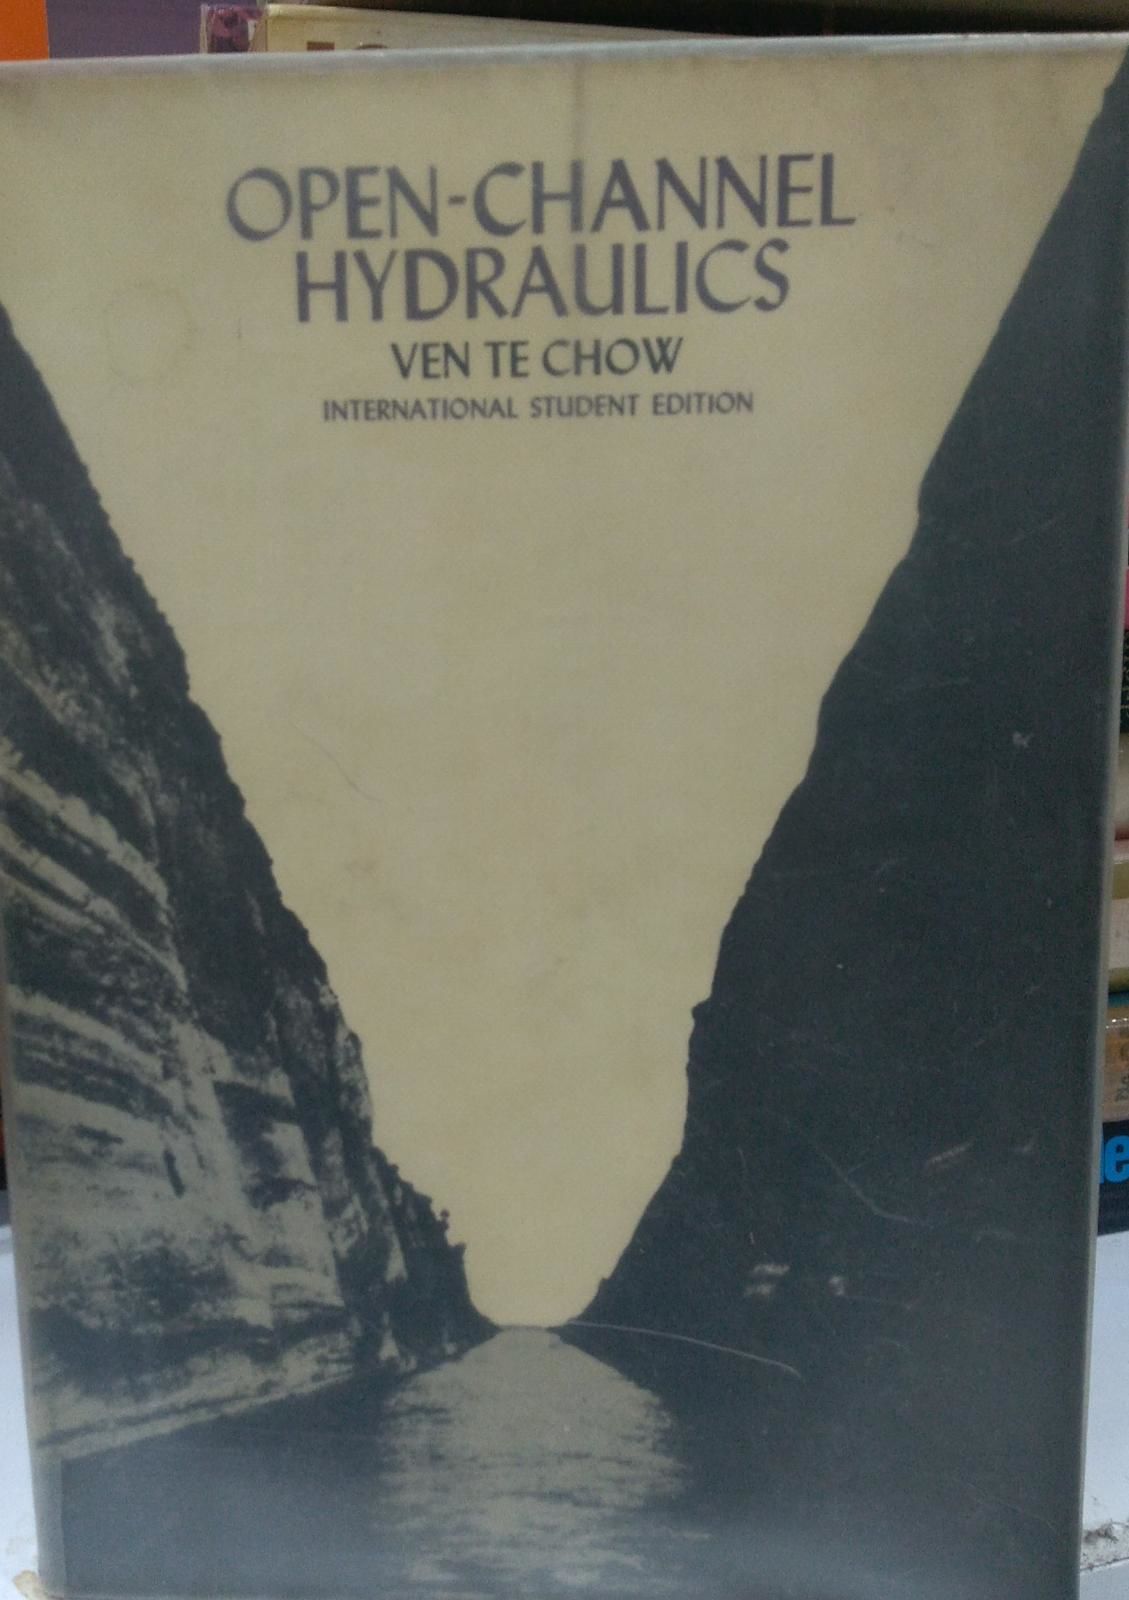 OPEN-CHANNEL
HYDRAULICS
VEN TE CHOW
INTERNATIONAL STUDENT EDITION